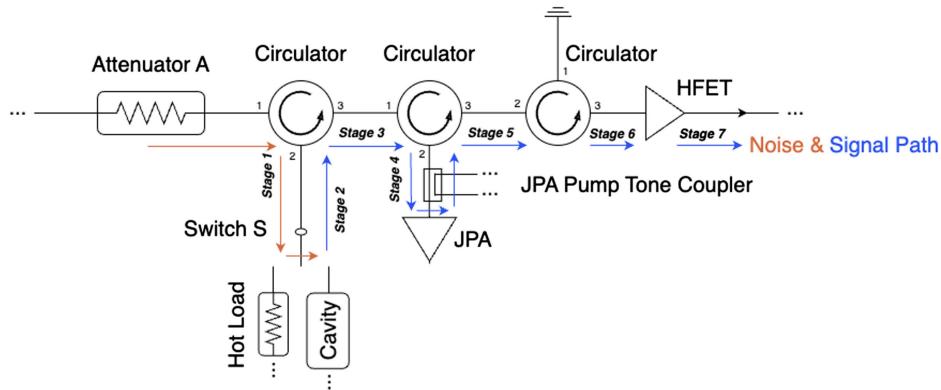 Circulator
Circulator
Circulator
Attenuator A
HFET
...
1
3
1
3
2
1
3
...
2
2
Stage 1
Stage 2
Stage 3
Stage 4
Stage 5
Stage 6
Stage 7
Noise & Signal Path
...
...
JPA Pump Tone Coupler
Switch S
JPA
Hot Load
Cavity
...
...